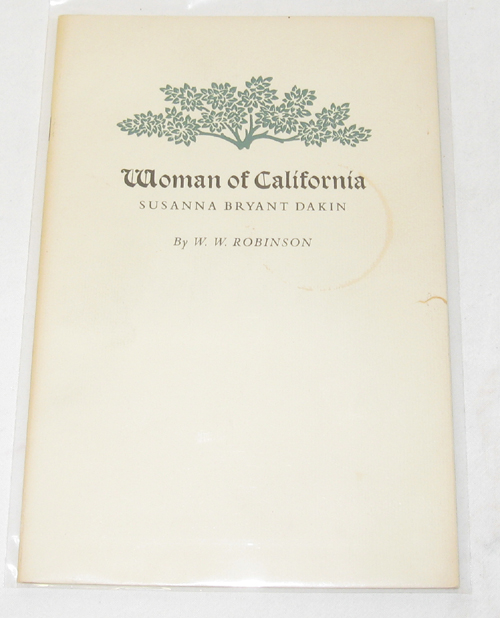 Woman of California
SUSANNA BRYANT DAKIN
By W. W. ROBINSON